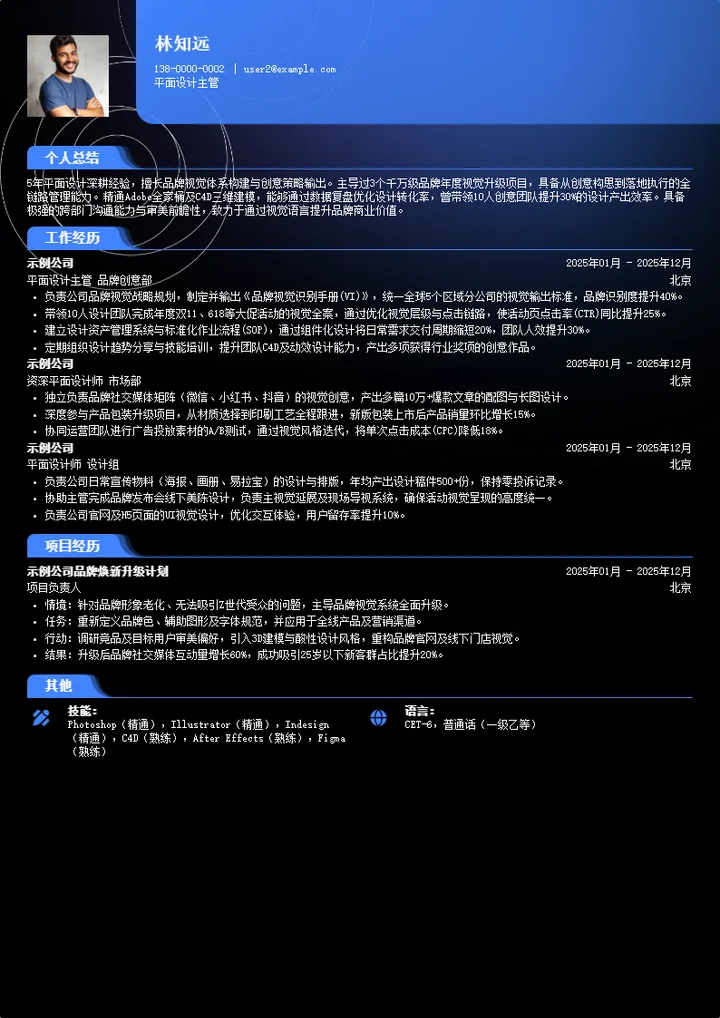 林知远
138-0000-0002 | user2@example.com
平面设计主管
个人总结
5年平面设计深耕经验，擅长品牌视觉体系构建与创意策略输出。主导过3个千万级品牌年度视觉升级项目，具备从创意构思到落地执行的全
链路管理能力。精通Adobe全家桶及C4D三维建模，能够通过数据复盘优化设计转化率，曾带领10人创意团队提升30%的设计产出效率。具备
极强的跨部门沟通能力与审美前瞻性，致力于通过视觉语言提升品牌商业价值。
工作经历
示例公司 2025年01月 - 2025年12月
平面设计主管 品牌创意部 北京
• 负责公司品牌视觉战略规划，制定并输出《品牌视觉识别手册(VI)》，统一全球5个区域分公司的视觉输出标准，品牌识别度提升40%。
• 带领10人设计团队完成年度双11、618等大促活动的视觉全案，通过优化视觉层级与点击链路，使活动页点击率(CTR)同比提升25%。
• 建立设计资产管理系统与标准化作业流程(SOP)，通过组件化设计将日常需求交付周期缩短20%，团队人效提升30%。
• 定期组织设计趋势分享与技能培训，提升团队C4D及动效设计能力，产出多项获得行业奖项的创意作品。
示例公司 2025年01月 - 2025年12月
资深平面设计师 市场部 北京
• 独立负责品牌社交媒体矩阵（微信、小红书、抖音）的视觉创意，产出多篇10万+爆款文章的配图与长图设计。
• 深度参与产品包装升级项目，从材质选择到印刷工艺全程跟进，新版包装上市后产品销量环比增长15%。
• 协同运营团队进行广告投放素材的A/B测试，通过视觉风格迭代，将单次点击成本(CPC)降低18%。
示例公司 2025年01月 - 2025年12月
平面设计师 设计组 北京
• 负责公司日常宣传物料（海报、画册、易拉宝）的设计与排版，年均产出设计稿件500+份，保持零投诉记录。
• 协助主管完成品牌发布会线下美陈设计，负责主视觉延展及现场导视系统，确保活动视觉呈现的高度统一。
• 负责公司官网及H5页面的UI视觉设计，优化交互体验，用户留存率提升10%。
项目经历
示例公司品牌焕新升级计划 2025年01月 - 2025年12月
项目负责人 北京
• 情境：针对品牌形象老化、无法吸引Z世代受众的问题，主导品牌视觉系统全面升级。
• 任务：重新定义品牌色、辅助图形及字体规范，并应用于全线产品及营销渠道。
• 行动：调研竞品及目标用户审美偏好，引入3D建模与酸性设计风格，重构品牌官网及线下门店视觉。
• 结果：升级后品牌社交媒体互动量增长60%，成功吸引25岁以下新客群占比提升20%。
其他
技能：
Photoshop（精通），Illustrator（精通），Indesign
（精通），C4D（熟练），After Effects（熟练），Figma
（熟练）
语言：
CET-6，普通话（一级乙等）